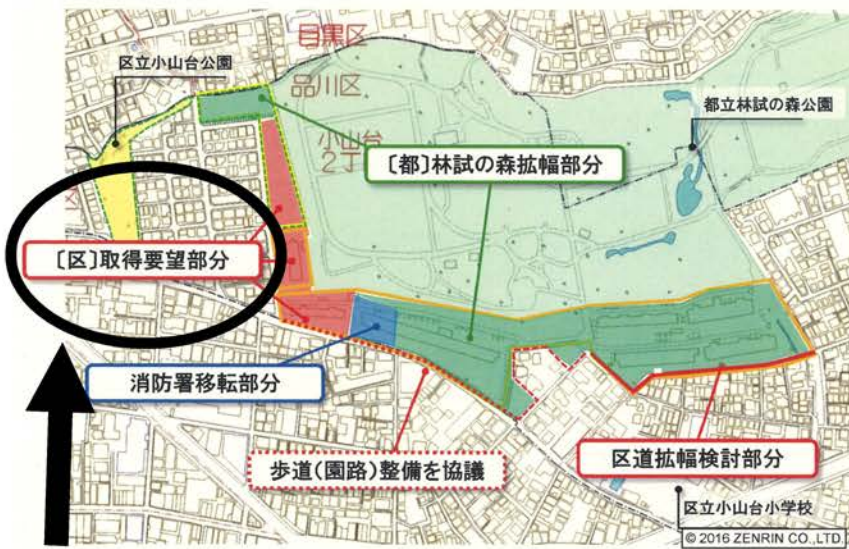 目黒区
区立小山台公園
品川区
都立林試の森公園
小山台
2丁
〔都〕林試の森拡幅部分
〔区〕取得要望部分
消防署移転部分
歩道(園路)整備を協議
区道拡幅検討部分
区立小山台小学校
© 2016 ZENRIN CO.,LTD.